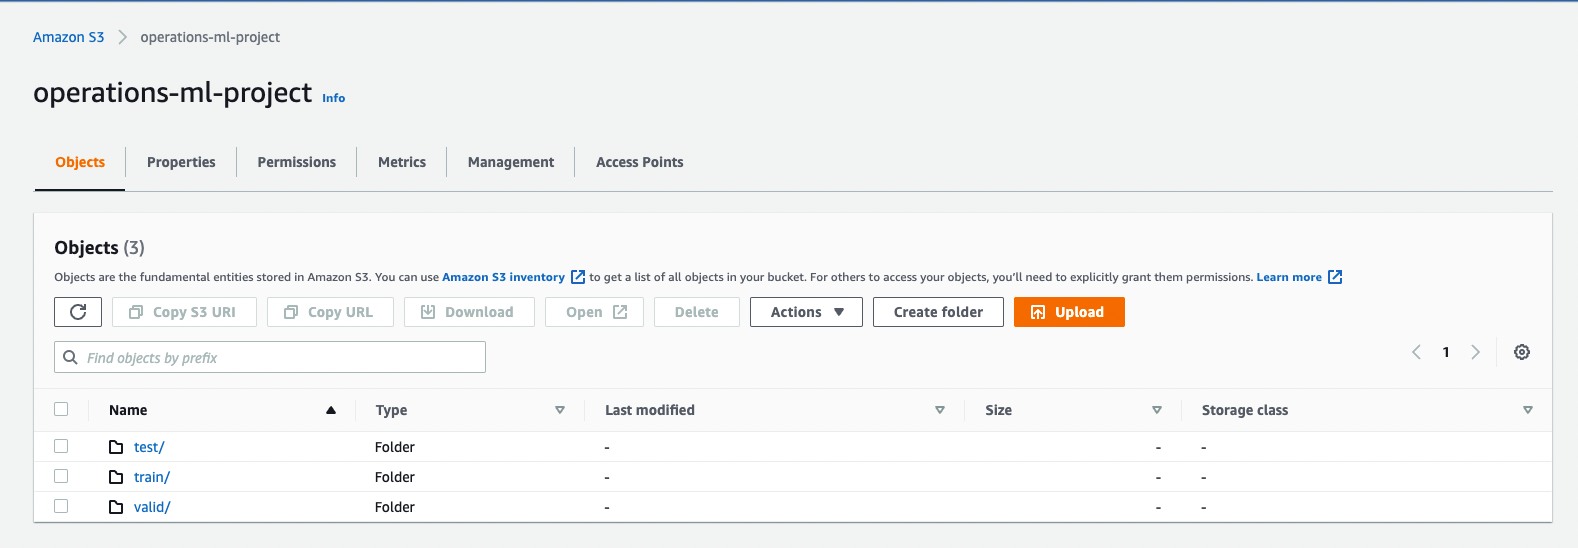 Amazon S3 > operations-ml-project
operations-ml-project Info
Objects Properties Permissions Metrics Management Access Points
Objects (3)
Objects are the fundamental entities stored in Amazon S3. You can use Amazon S3 inventory to get a list of all objects in your bucket. For others to access your objects, you'll need to explicitly grant them permissions. Learn more
Copy S3 URI Copy URL Download Open Delete Actions Create folder Upload
Find objects by prefix
1
Name Type Last modified Size Storage class
test/ Folder - - -
train/ Folder - - -
valid/ Folder - - -